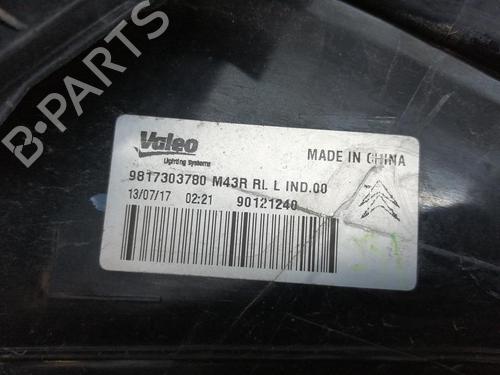 B-PARTS
Valeo
Lighting Systems
MADE IN CHINA
9817303780 M43R RL L IND.00
13/07/17 02:21 90121240